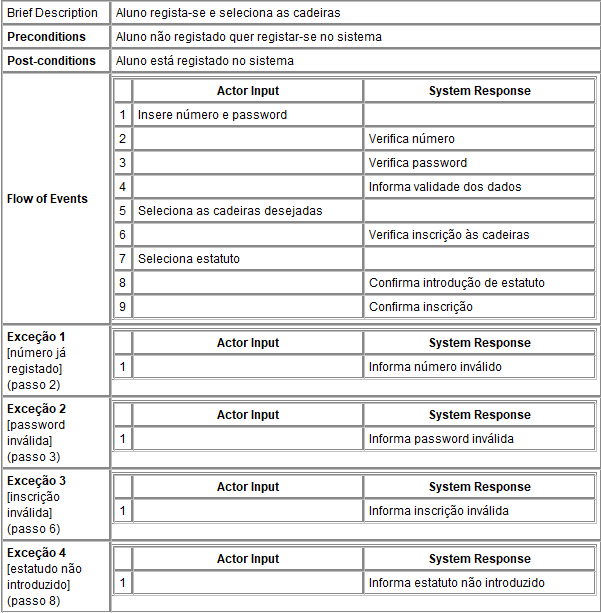 Brief Description Aluno regista-se e seleciona as cadeiras
Preconditions Aluno não registado quer registar-se no sistema
Post-conditions Aluno está registado no sistema
Flow of Events
Actor Input System Response
1 Insere número e password
2 Verifica número
3 Verifica password
4 Informa validade dos dados
5 Seleciona as cadeiras desejadas
6 Verifica inscrição às cadeiras
7 Seleciona estatuto
8 Confirma introdução de estatuto
9 Confirma inscrição
Exceção 1
[número já
registado]
(passo 2)
Actor Input System Response
1 Informa número inválido
Exceção 2
[password
inválida]
(passo 3)
Actor Input System Response
1 Informa password inválida
Exceção 3
[inscrição
inválida]
(passo 6)
Actor Input System Response
1 Informa inscrição inválida
Exceção 4
[estatudo não
introduzido]
(passo 8)
Actor Input System Response
1 Informa estatuto não introduzido